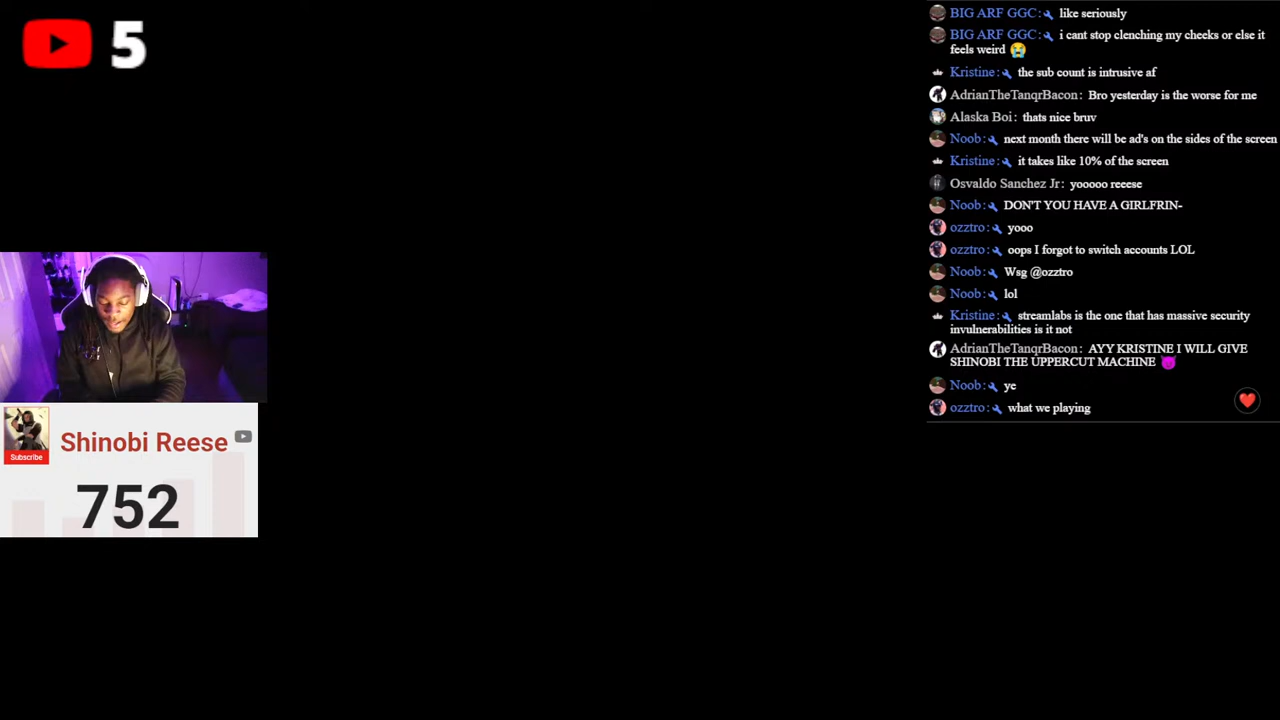 5
BIG ARF GGC: like seriously
BIG ARF GGC: i cant stop clenching my cheeks or else it
feels weird 😭
Kristine: the sub count is intrusive af
AdrianTheTanqrBacon: Bro yesterday is the worse for me
Alaska Boi: thats nice bruv
Noob: next month there will be ad's on the sides of the screen
Kristine: it takes like 10% of the screen
Osvaldo Sanchez Jr: yooooo reeese
Noob: DON'T YOU HAVE A GIRLFRIN-
ozztro: yooo
ozztro: oops I forgot to switch accounts LOL
Noob: Wsg @ozztro
Noob: lol
Kristine: streamlabs is the one that has massive security
invulnerabilities is it not
AdrianTheTanqrBacon: AYY KRISTINE I WILL GIVE
SHINOBI THE UPPERCUT MACHINE 😈
Noob: ye
ozztro: what we playing
Shinobi Reese
Subscribe
752